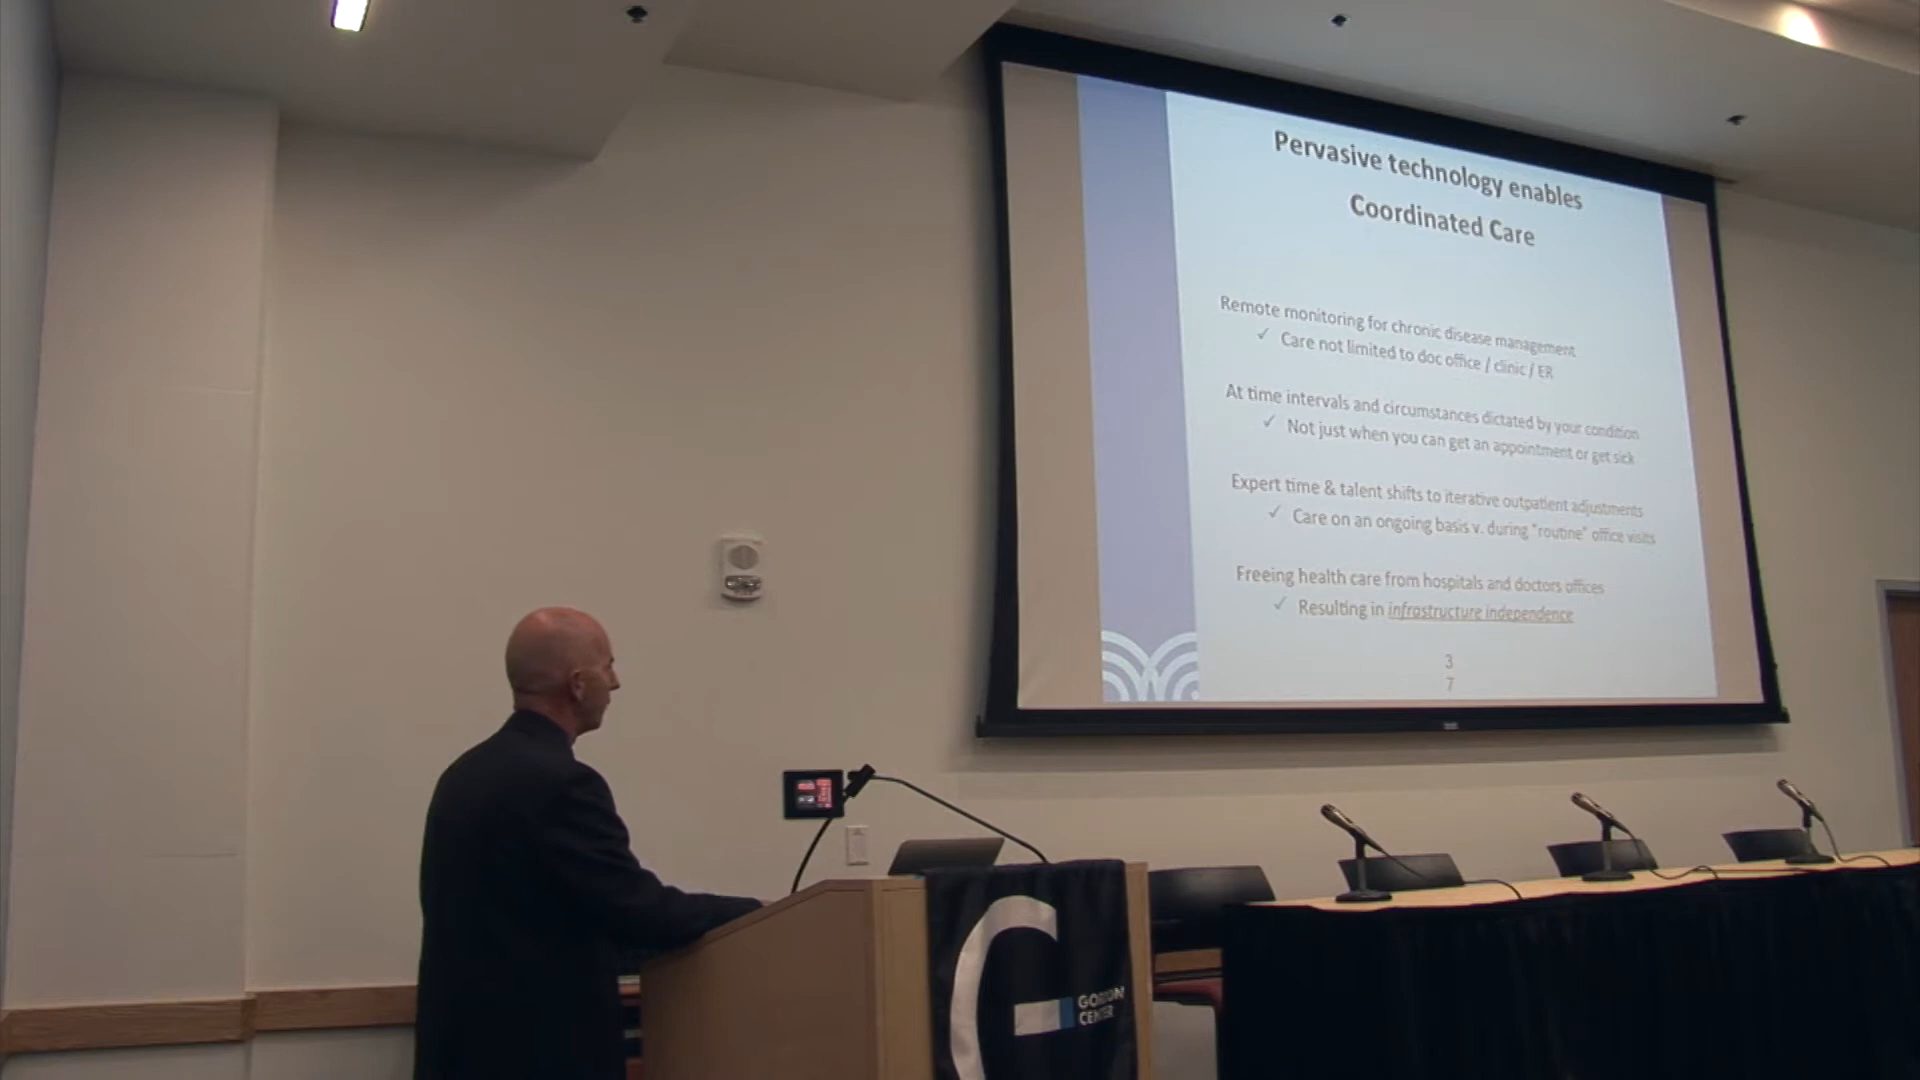 Pervasive technology enables
Coordinated Care
Remote monitoring for chronic disease management
✓ Care not limited to doc office / clinic / ER
At time intervals and circumstances dictated by your condition
✓ Not just when you can get an appointment or get sick
Expert time & talent shifts to iterative outpatient adjustments
✓ Care on an ongoing basis v. during "routine" office visits
Freeing health care from hospitals and doctors offices
✓ Resulting in infrastructure independence
3
7
GORDON
CENTER